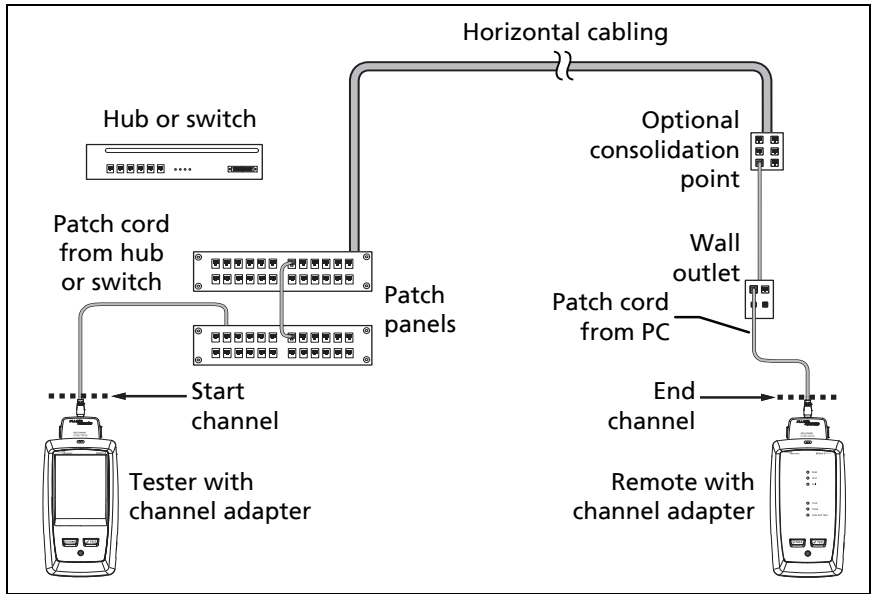 Horizontal cabling
Hub or switch
Optional
consolidation
point
Patch cord
from hub
or switch
Wall
outlet
Patch
panels
Patch cord
from PC
Start
channel
End
channel
Tester with
channel adapter
Remote with
channel adapter